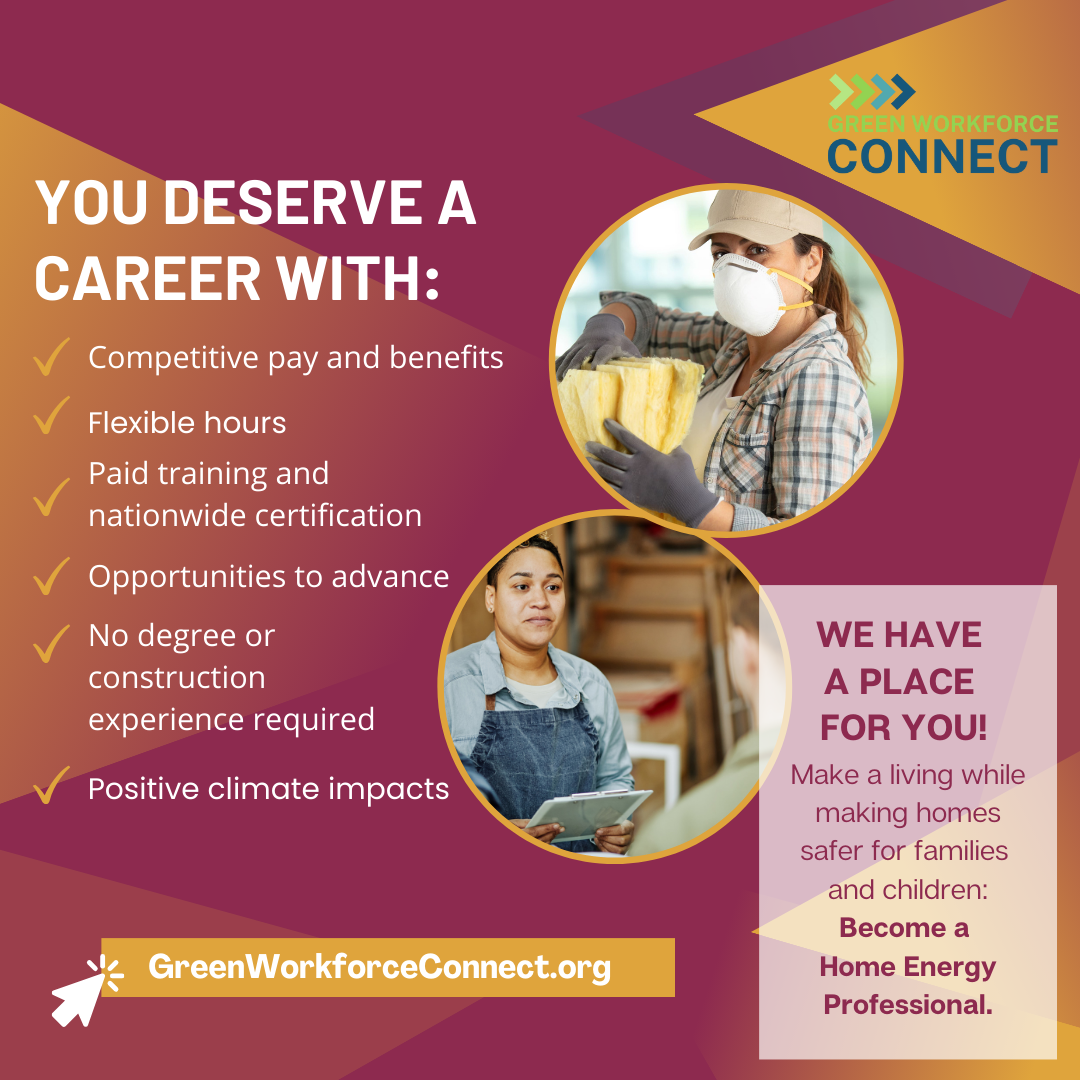 GREEN WORKFORCE
CONNECT
YOU DESERVE A
CAREER WITH:
Competitive pay and benefits
Flexible hours
Paid training and
nationwide certification
Opportunities to advance
No degree or
construction
experience required
Positive climate impacts
WE HAVE
A PLACE
FOR YOU!
Make a living while
making homes
safer for families
and children:
Become a
Home Energy
Professional.
GreenWorkforceConnect.org